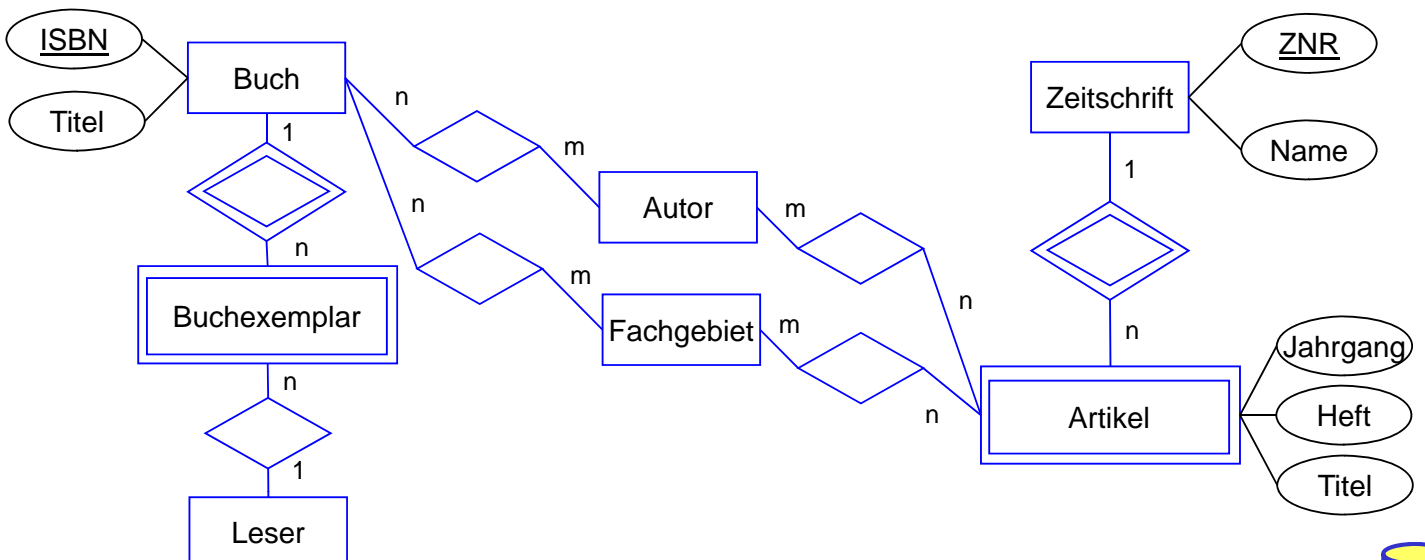 ISBN
Buch
ZNR
Titel
Zeitschrift
Name
n
m
1
n
m
Autor
m
1
n
n
m
Buchexemplar
Fachgebiet
m
n
n
Jahrgang
n
n
Artikel
Heft
1
Titel
Leser